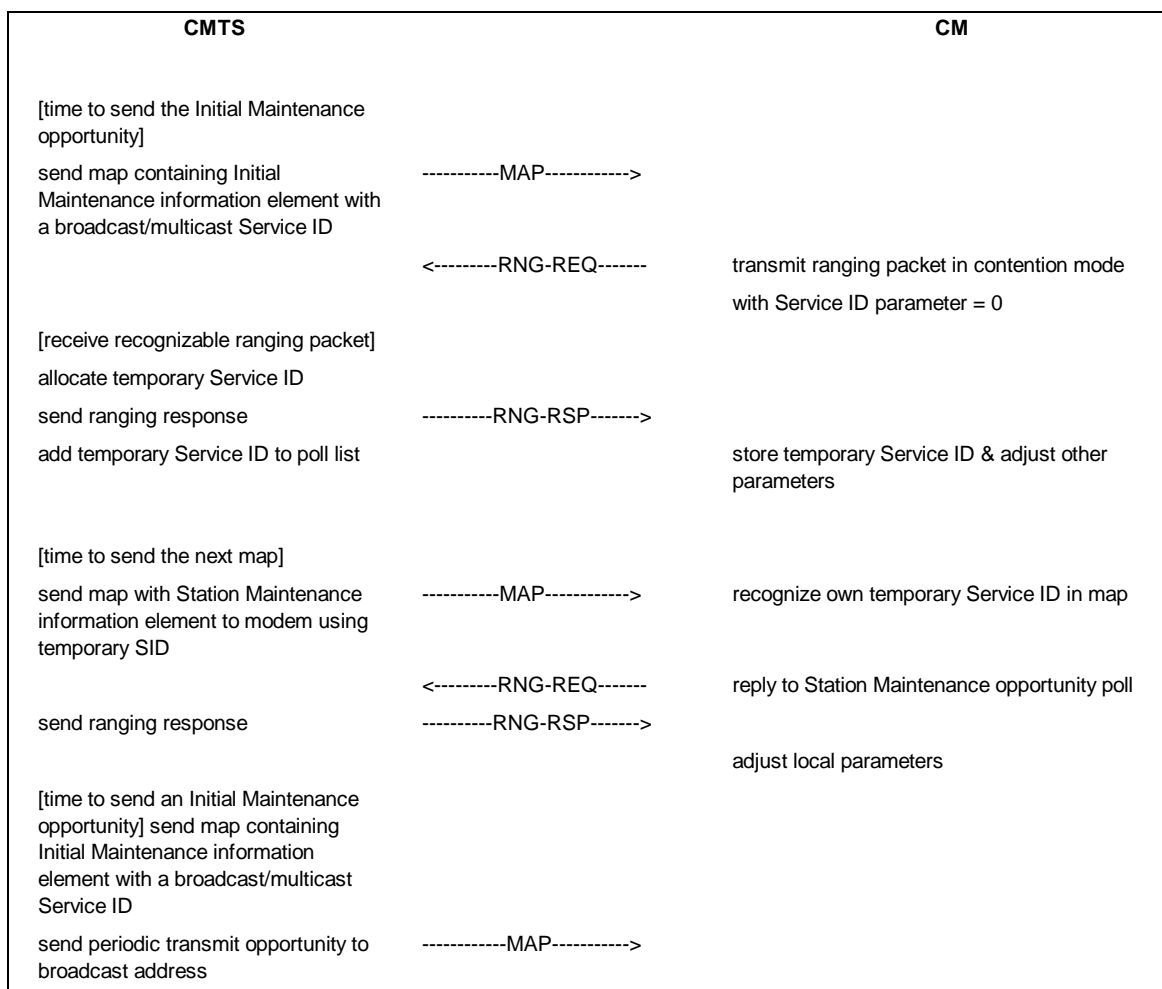 CMTS CM
[time to send the Initial Maintenance
opportunity]
send map containing Initial -----------MAP------------>
Maintenance information element with
a broadcast/multicast Service ID
<---------RNG-REQ------- transmit ranging packet in contention mode
with Service ID parameter = 0
[receive recognizable ranging packet]
allocate temporary Service ID
send ranging response ----------RNG-RSP------->
add temporary Service ID to poll list store temporary Service ID & adjust other
parameters
[time to send the next map]
send map with Station Maintenance -----------MAP------------> recognize own temporary Service ID in map
information element to modem using
temporary SID
<---------RNG-REQ------- reply to Station Maintenance opportunity poll
send ranging response ----------RNG-RSP------->
adjust local parameters
[time to send an Initial Maintenance
opportunity] send map containing
Initial Maintenance information
element with a broadcast/multicast
Service ID
send periodic transmit opportunity to ------------MAP----------->
broadcast address